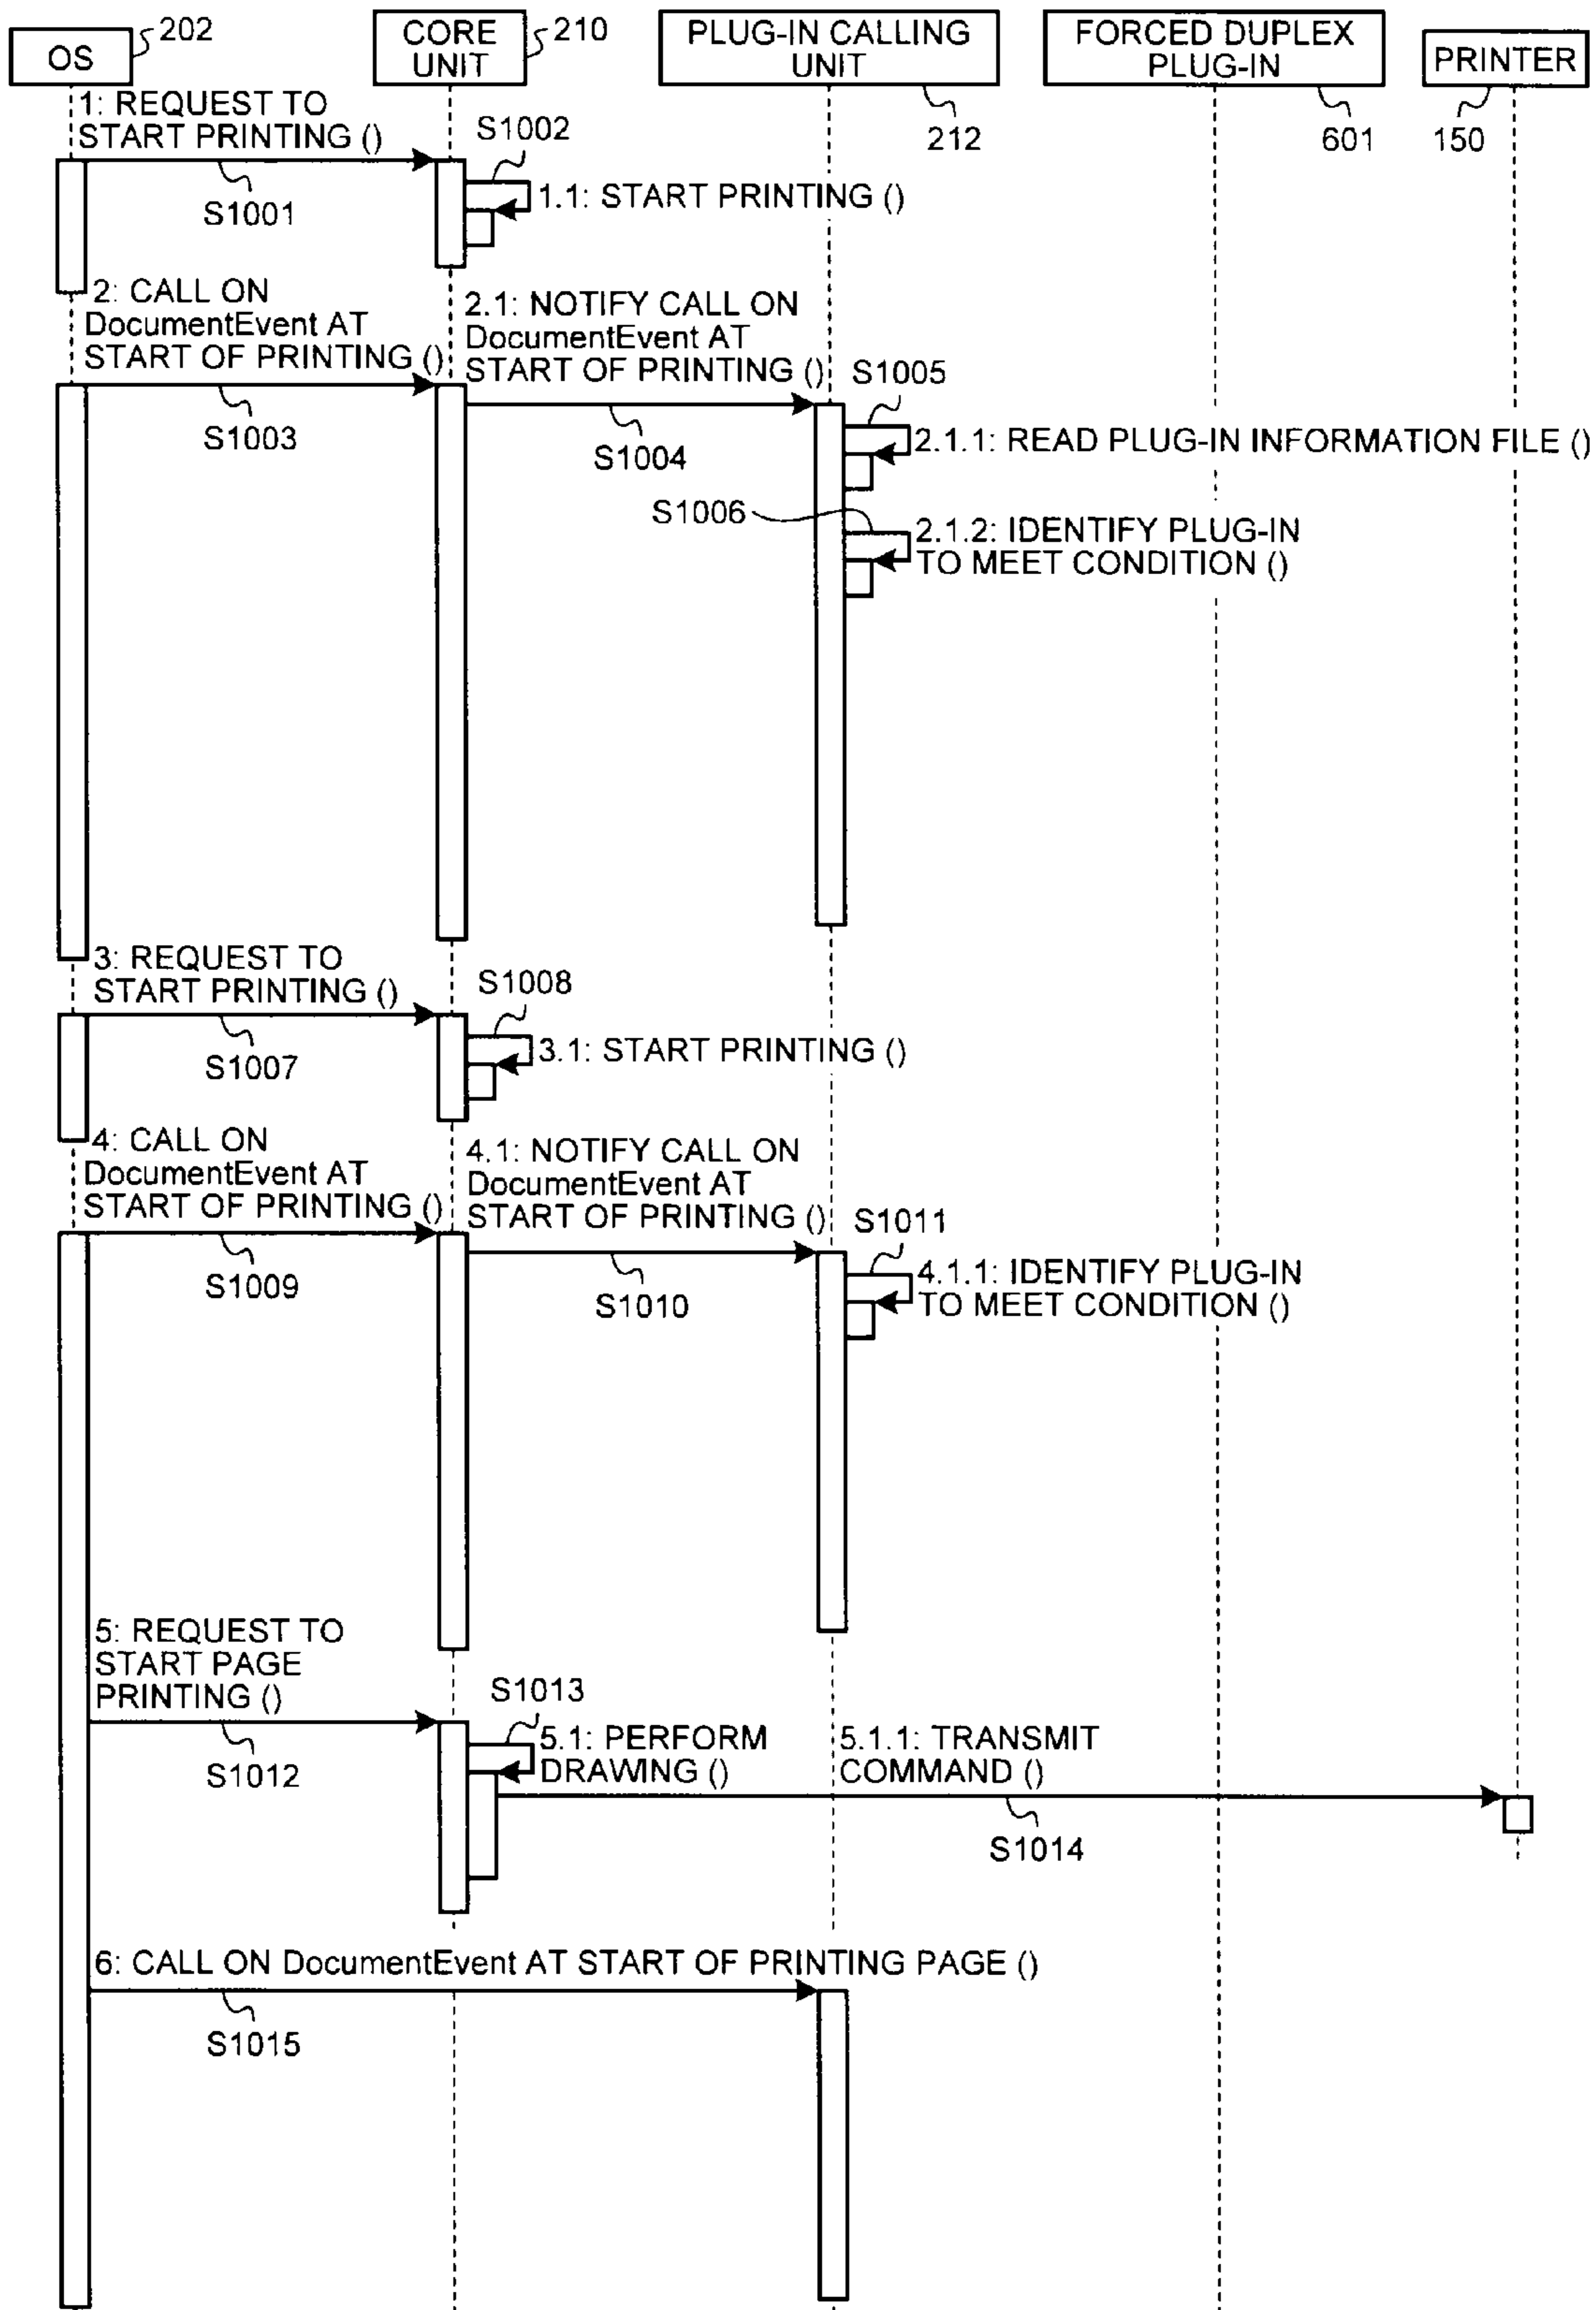 OS
202
CORE
UNIT
210
PLUG-IN CALLING
UNIT
212
FORCED DUPLEX
PLUG-IN
601
PRINTER
150
1: REQUEST TO
START PRINTING ()
S1001
S1002
1.1: START PRINTING ()
2: CALL ON
DocumentEvent AT
START OF PRINTING ()
S1003
2.1: NOTIFY CALL ON
DocumentEvent AT
START OF PRINTING ()
S1004
S1005
2.1.1: READ PLUG-IN INFORMATION FILE ()
S1006
2.1.2: IDENTIFY PLUG-IN
TO MEET CONDITION ()
3: REQUEST TO
START PRINTING ()
S1007
S1008
3.1: START PRINTING ()
4: CALL ON
DocumentEvent AT
START OF PRINTING ()
S1009
4.1: NOTIFY CALL ON
DocumentEvent AT
START OF PRINTING ()
S1010
S1011
4.1.1: IDENTIFY PLUG-IN
TO MEET CONDITION ()
5: REQUEST TO
START PAGE
PRINTING ()
S1012
S1013
5.1: PERFORM
DRAWING ()
5.1.1: TRANSMIT
COMMAND ()
S1014
6: CALL ON DocumentEvent AT START OF PRINTING PAGE ()
S1015